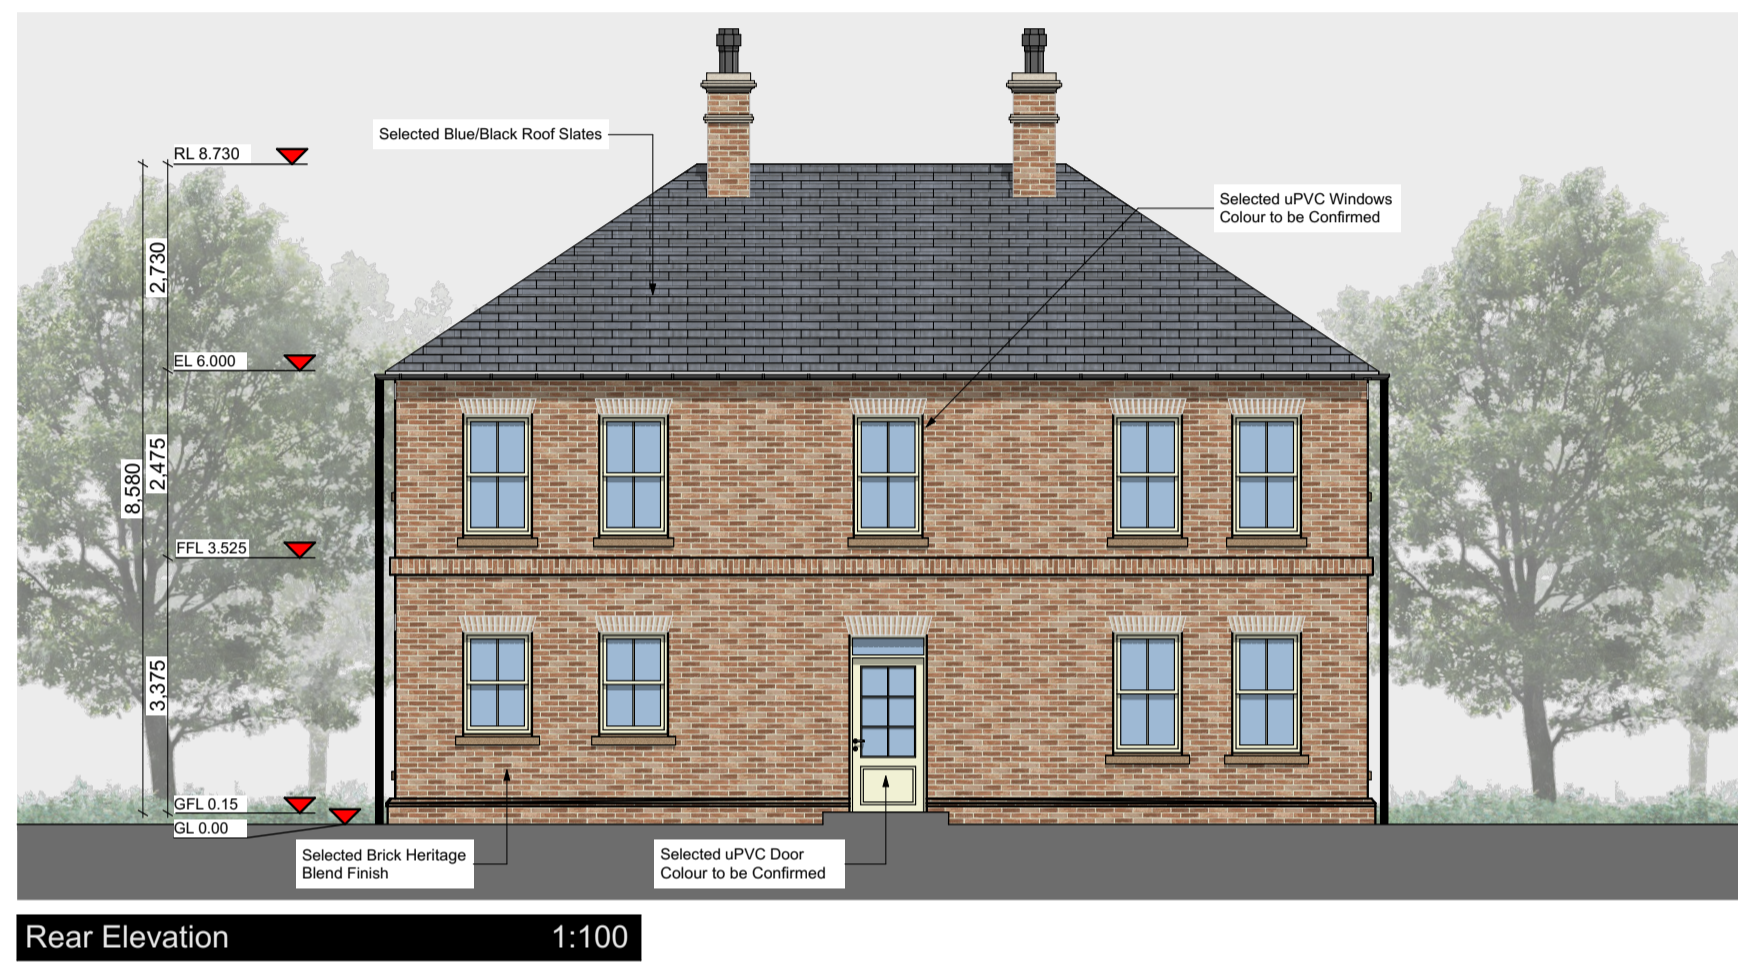 RL 8.730
Selected Blue/Black Roof Slates
Selected uPVC Windows
Colour to be Confirmed
2,730
EL 6.000
8,580
2,475
FFL 3.525
3,375
GFL 0.15
GL 0.00
Selected Brick Heritage
Blend Finish
Selected uPVC Door
Colour to be Confirmed
Rear Elevation 1:100